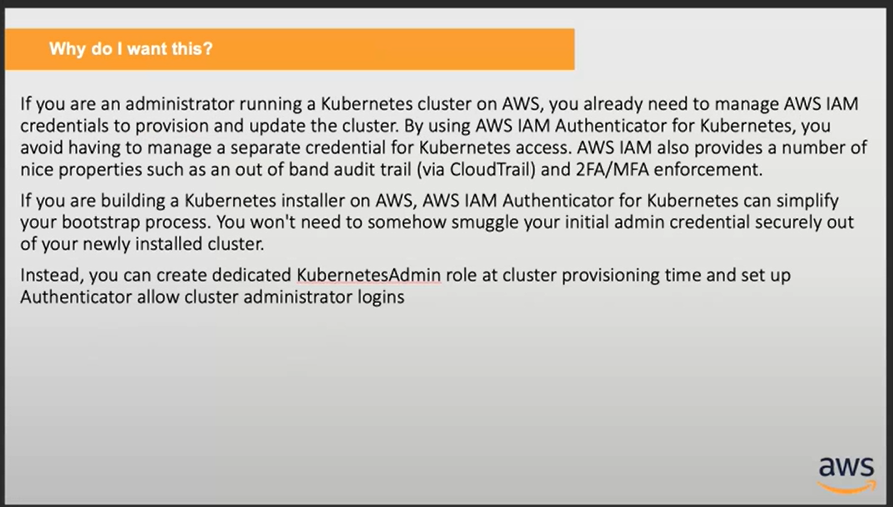 Why do I want this?
If you are an administrator running a Kubernetes cluster on AWS, you already need to manage AWS IAM
credentials to provision and update the cluster. By using AWS IAM Authenticator for Kubernetes, you
avoid having to manage a separate credential for Kubernetes access. AWS IAM also provides a number of
nice properties such as an out of band audit trail (via CloudTrail) and 2FA/MFA enforcement.
If you are building a Kubernetes installer on AWS, AWS IAM Authenticator for Kubernetes can simplify
your bootstrap process. You won't need to somehow smuggle your initial admin credential securely out
of your newly installed cluster.
Instead, you can create dedicated KubernetesAdmin role at cluster provisioning time and set up
Authenticator allow cluster administrator logins
aws